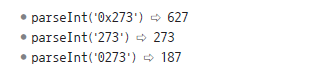 • parseInt('0x273') ⇨ 627
• parseInt('273') ⇨ 273
• parseInt('0273') ⇨ 187